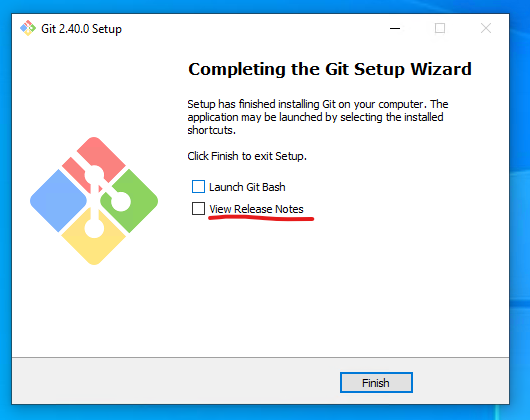 Git 2.40.0 Setup
Completing the Git Setup Wizard
Setup has finished installing Git on your computer. The
application may be launched by selecting the installed
shortcuts.
Click Finish to exit Setup.
Launch Git Bash
View Release Notes
Finish